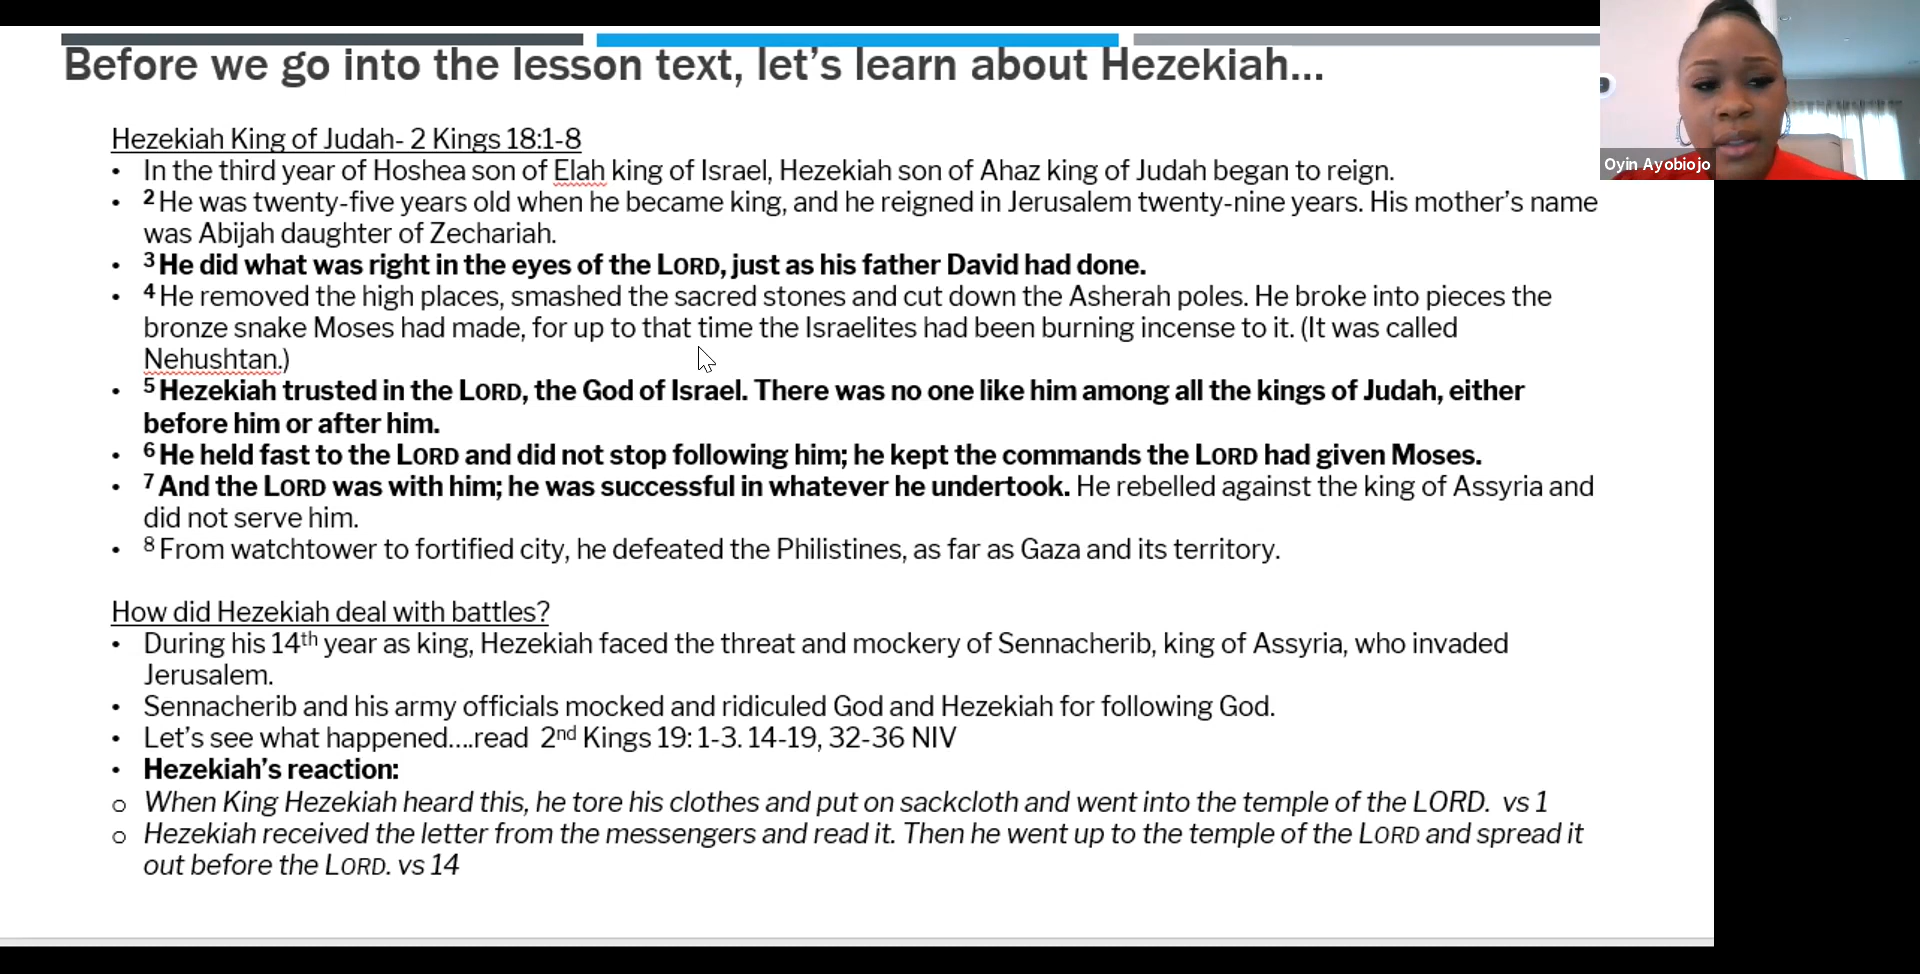 Before we go into the lesson text, let’s learn about Hezekiah...
Oyin Ayobiojo
Hezekiah King of Judah- 2 Kings 18:1-8
• In the third year of Hoshea son of Elah king of Israel, Hezekiah son of Ahaz king of Judah began to reign.
• 2 He was twenty-five years old when he became king, and he reigned in Jerusalem twenty-nine years. His mother’s name
was Abijah daughter of Zechariah.
• 3 He did what was right in the eyes of the LORD, just as his father David had done.
• 4 He removed the high places, smashed the sacred stones and cut down the Asherah poles. He broke into pieces the
bronze snake Moses had made, for up to that time the Israelites had been burning incense to it. (It was called
Nehushtan.)
• 5 Hezekiah trusted in the LORD, the God of Israel. There was no one like him among all the kings of Judah, either
before him or after him.
• 6 He held fast to the LORD and did not stop following him; he kept the commands the LORD had given Moses.
• 7 And the LORD was with him; he was successful in whatever he undertook. He rebelled against the king of Assyria and
did not serve him.
• 8 From watchtower to fortified city, he defeated the Philistines, as far as Gaza and its territory.
How did Hezekiah deal with battles?
• During his 14th year as king, Hezekiah faced the threat and mockery of Sennacherib, king of Assyria, who invaded
Jerusalem.
• Sennacherib and his army officials mocked and ridiculed God and Hezekiah for following God.
• Let’s see what happened....read 2nd Kings 19: 1-3. 14-19, 32-36 NIV
• Hezekiah’s reaction:
o When King Hezekiah heard this, he tore his clothes and put on sackcloth and went into the temple of the LORD. vs 1
o Hezekiah received the letter from the messengers and read it. Then he went up to the temple of the LORD and spread it
out before the LORD. vs 14